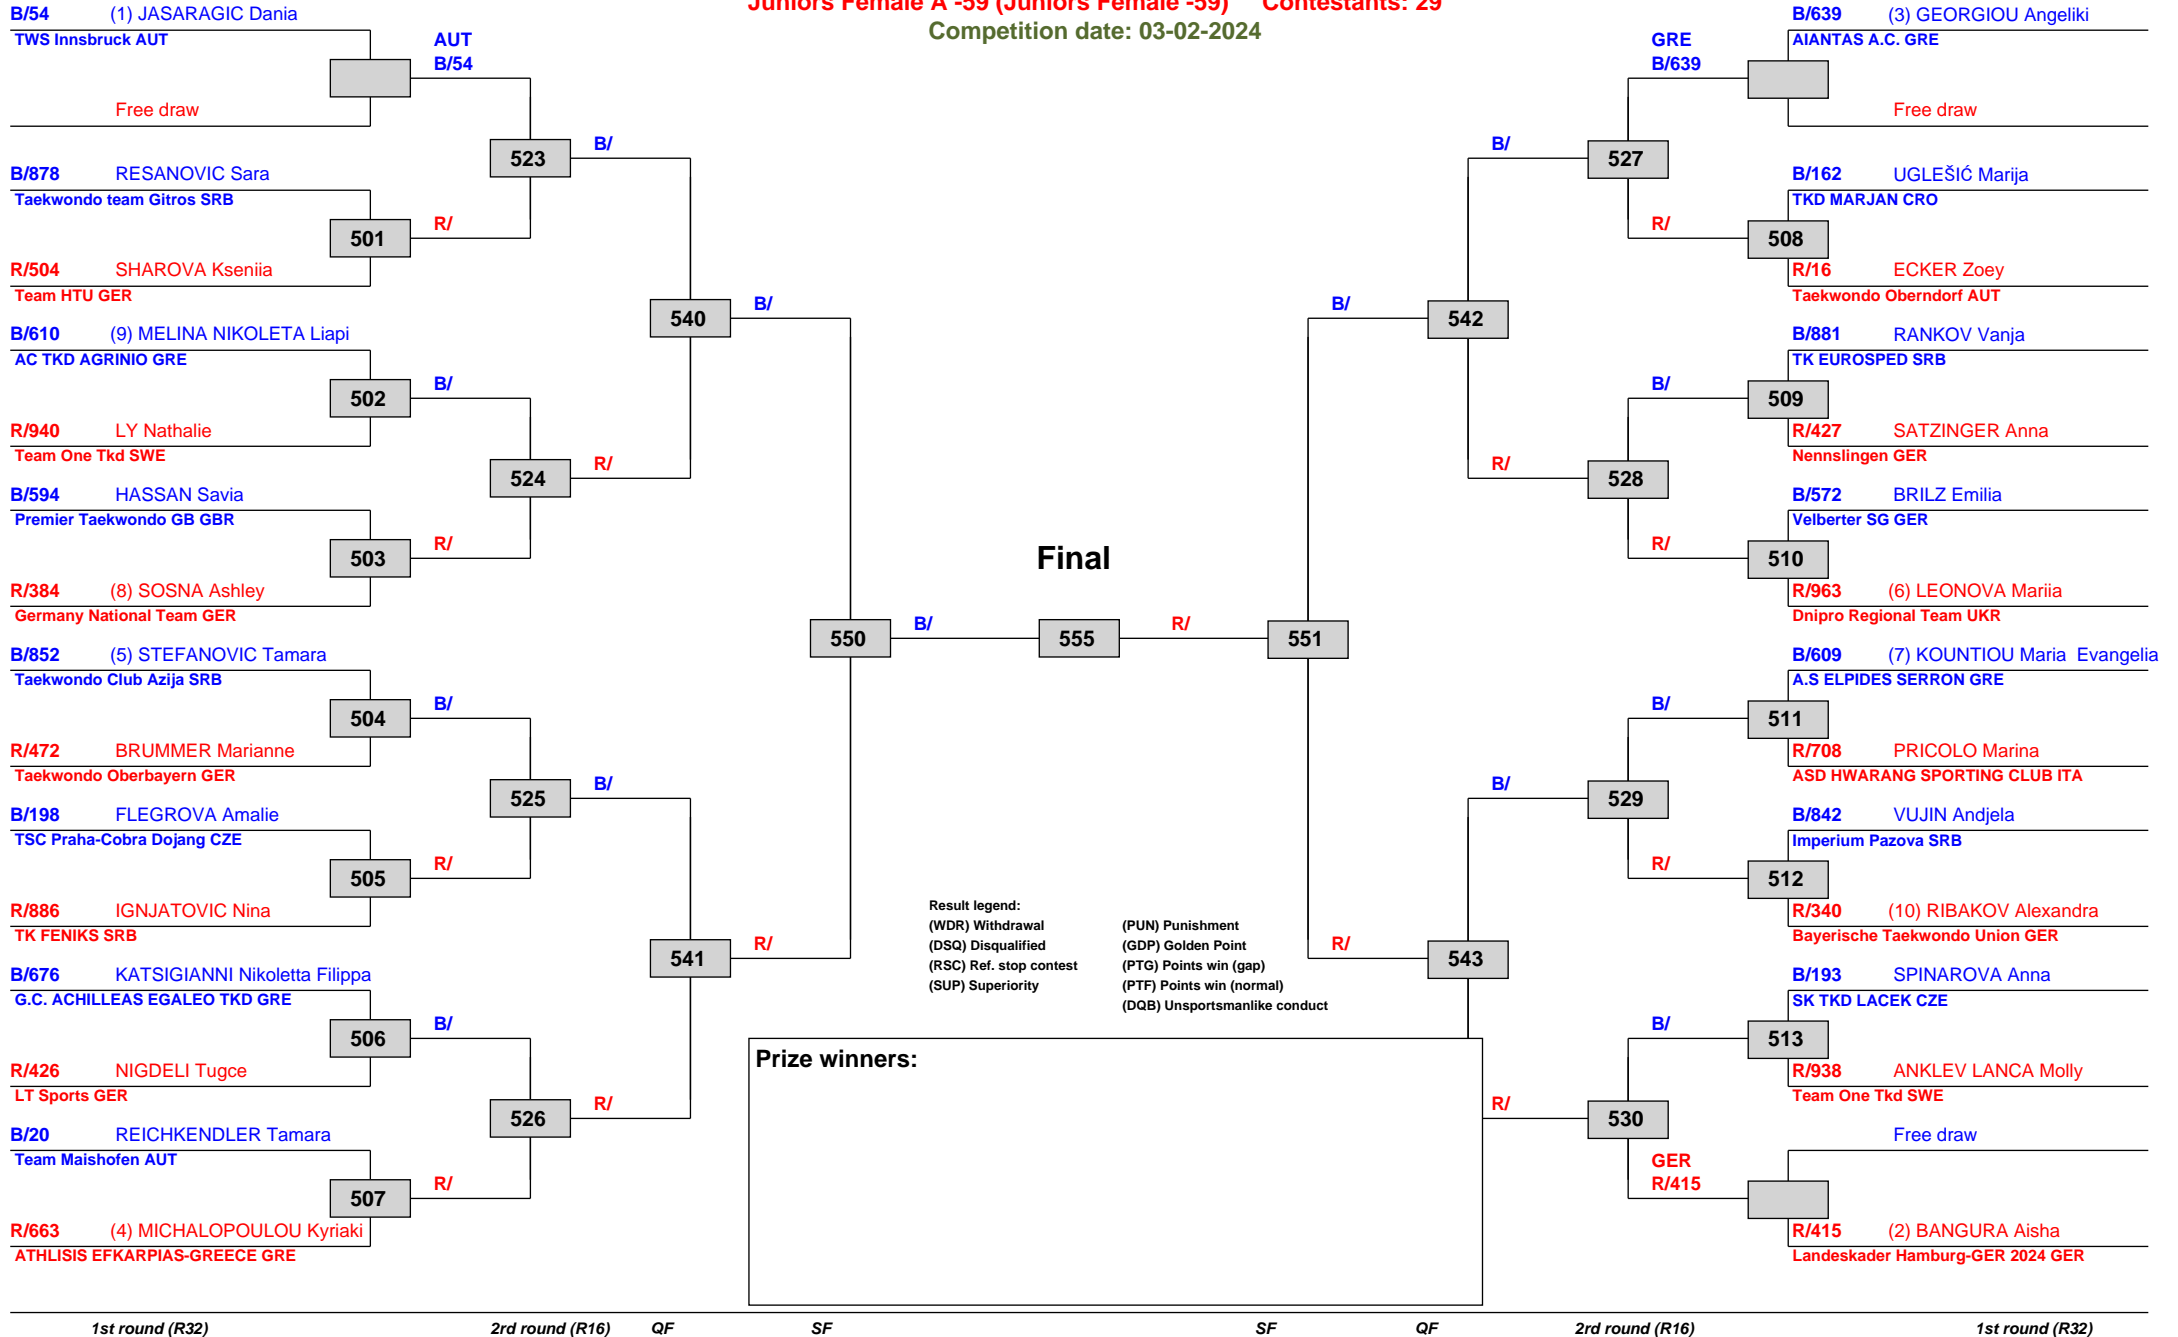 Juniors Female A -59 (Juniors Female -59) Contestants: 29
Competition date: 03-02-2024
B/54 (1) JASARAGIC Dania
TWS Innsbruck AUT
Free draw
AUT
B/54
B/878 RESANOVIC Sara
Taekwondo team Gitros SRB
501
R/504 SHAROVA Kseniia
Team HTU GER
R/
523
B/
B/610 (9) MELINA NIKOLETA Liapi
AC TKD AGRINIO GRE
502
R/940 LY Nathalie
Team One Tkd SWE
B/
B/594 HASSAN Savia
Premier Taekwondo GB GBR
503
R/384 (8) SOSNA Ashley
Germany National Team GER
R/
524
R/
540
B/
B/852 (5) STEFANOVIC Tamara
Taekwondo Club Azija SRB
504
R/472 BRUMMER Marianne
Taekwondo Oberbayern GER
B/
B/198 FLEGROVA Amalie
TSC Praha-Cobra Dojang CZE
505
R/886 IGNJATOVIC Nina
TK FENIKS SRB
R/
525
B/
B/676 KATSIGIANNI Nikoletta Filippa
G.C. ACHILLEAS EGALEO TKD GRE
506
R/426 NIGDELI Tugce
LT Sports GER
B/
B/20 REICHKENDLER Tamara
Team Maishofen AUT
507
R/663 (4) MICHALOPOULOU Kyriaki
ATHLISIS EFKARPIAS-GREECE GRE
R/
526
R/
541
R/
550
B/
Final
555
R/
551
B/639 (3) GEORGIOU Angeliki
AIANTAS A.C. GRE
Free draw
GRE
B/639
B/162 UGLEŠIĆ Marija
TKD MARJAN CRO
508
R/16 ECKER Zoey
Taekwondo Oberndorf AUT
R/
527
B/
B/881 RANKOV Vanja
TK EUROSPED SRB
509
R/427 SATZINGER Anna
Nennslingen GER
B/
B/572 BRILZ Emilia
Velberter SG GER
510
R/963 (6) LEONOVA Mariia
Dnipro Regional Team UKR
R/
528
R/
542
B/
B/609 (7) KOUNTIOU Maria Evangelia
A.S ELPIDES SERRON GRE
511
R/708 PRICOLO Marina
ASD HWARANG SPORTING CLUB ITA
B/
B/842 VUJIN Andjela
Imperium Pazova SRB
512
R/340 (10) RIBAKOV Alexandra
Bayerische Taekwondo Union GER
R/
529
B/
B/193 SPINAROVA Anna
SK TKD LACEK CZE
513
R/938 ANKLEV LANCA Molly
Team One Tkd SWE
B/
Free draw
R/415 (2) BANGURA Aisha
Landeskader Hamburg-GER 2024 GER
GER
R/415
530
R/
543
R/
Result legend:
(WDR) Withdrawal (PUN) Punishment
(DSQ) Disqualified (GDP) Golden Point
(RSC) Ref. stop contest (PTG) Points win (gap)
(SUP) Superiority (PTF) Points win (normal)
(DQB) Unsportsmanlike conduct
Prize winners:
1st round (R32) 2rd round (R16) QF SF SF QF 2rd round (R16) 1st round (R32)